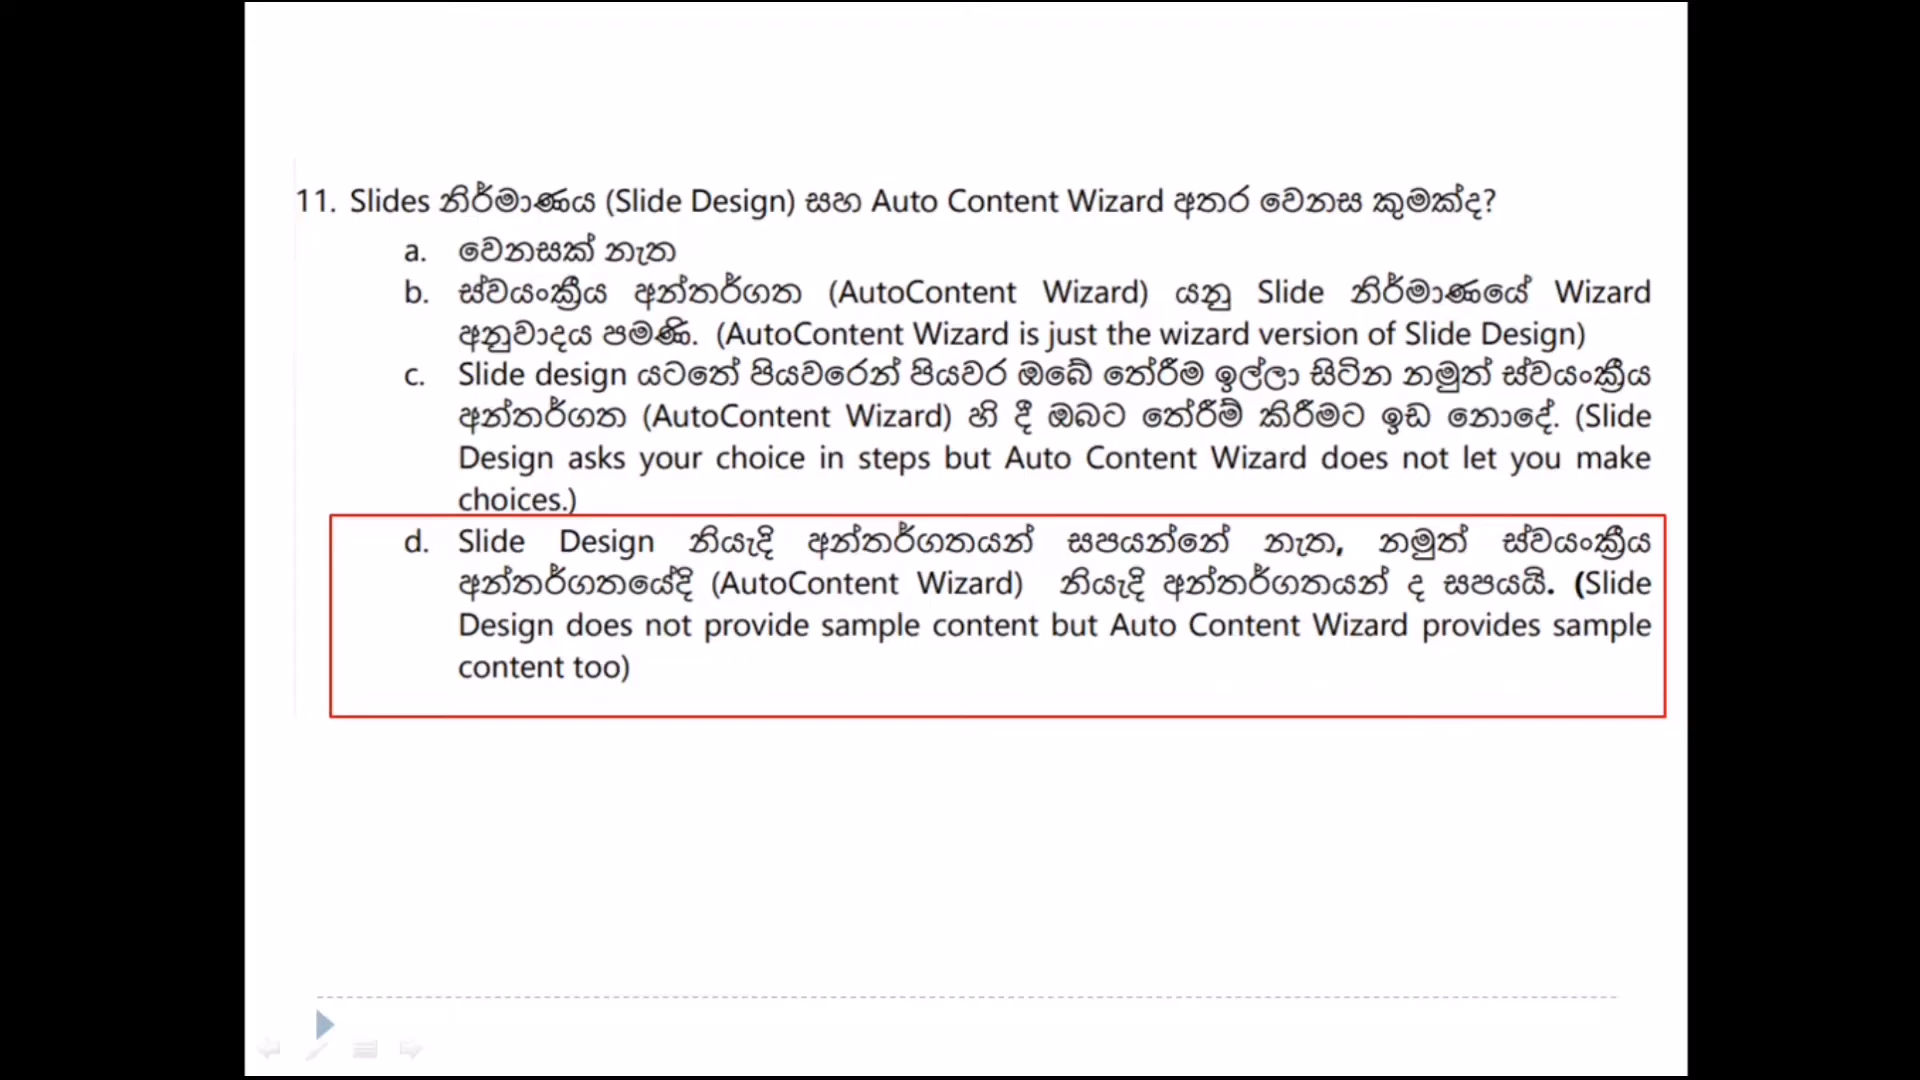 11. Slides නිර්මාණය (Slide Design) සහ Auto Content Wizard අතර වෙනස කුමක්ද?
a. වෙනසක් නැත
b. ස්වයංක්‍රීය අන්තර්ගත (AutoContent Wizard) යනු Slide නිර්මාණයේ Wizard
අනුවාදය පමණි. (AutoContent Wizard is just the wizard version of Slide Design)
c. Slide design යටතේ පියවරෙන් පියවර ඔබේ තේරීම ඉල්ලා සිටින නමුත් ස්වයංක්‍රීය
අන්තර්ගත (AutoContent Wizard) හි දී ඔබට තේරීම් කිරීමට ඉඩ නොදේ. (Slide
Design asks your choice in steps but Auto Content Wizard does not let you make
choices.)
d. Slide Design නියැදි අන්තර්ගතයන් සපයන්නේ නැත, නමුත් ස්වයංක්‍රීය
අන්තර්ගතයේදි (AutoContent Wizard) නියැදි අන්තර්ගතයන් ද සපයයි. (Slide
Design does not provide sample content but Auto Content Wizard provides sample
content too)